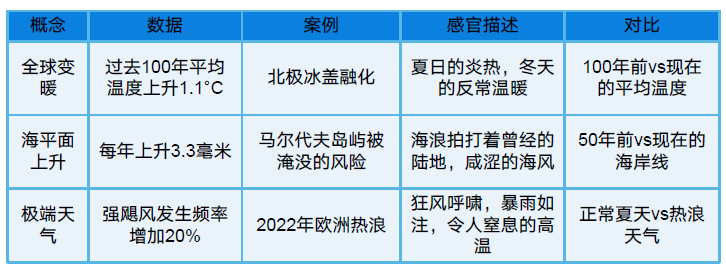 概念 数据 案例 感官描述 对比
全球变暖 过去100年平均温度上升1.1°C 北极冰盖融化 夏日的炎热，冬天的反常温暖 100年前vs现在的平均温度
海平面上升 每年上升3.3毫米 马尔代夫岛屿被淹没的风险 海浪拍打着曾经的陆地，咸涩的海风 50年前vs现在的海岸线
极端天气 强飓风发生频率增加20% 2022年欧洲热浪 狂风呼啸，暴雨如注，令人窒息的高温 正常夏天vs热浪天气